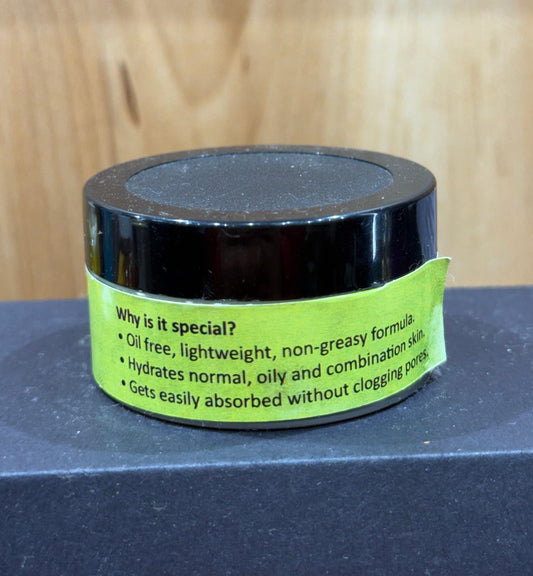 Why is it special?
• Oil free, lightweight, non-greasy formula.
• Hydrates normal, oily and combination skin.
• Gets easily absorbed without clogging pores.